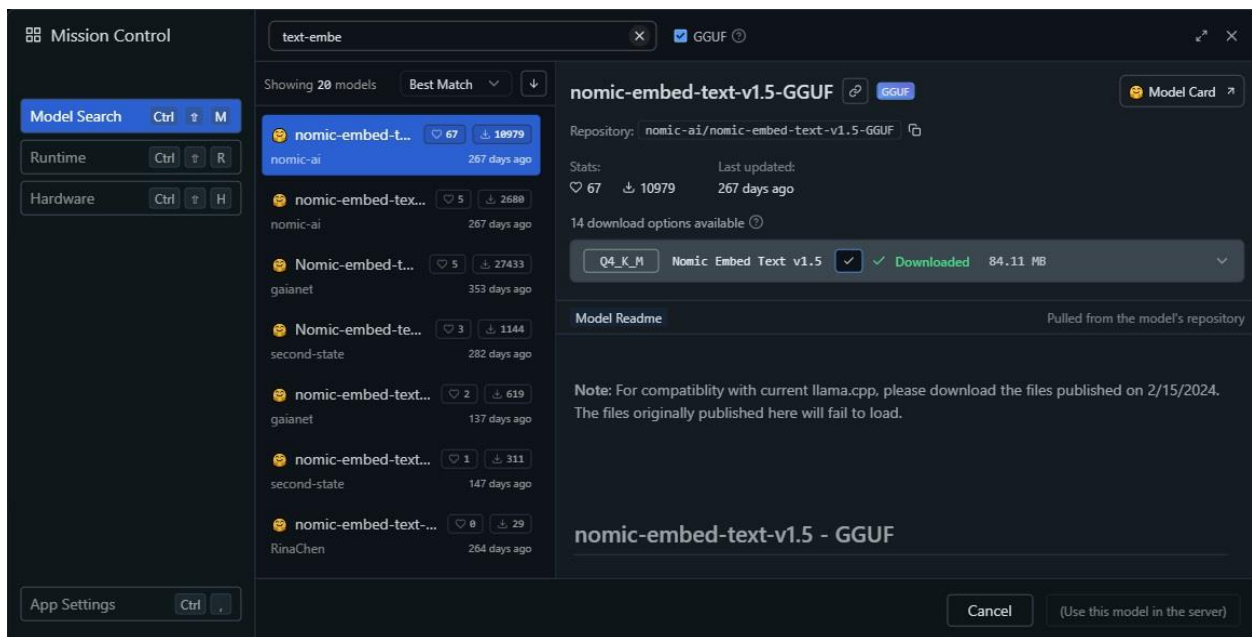 Mission Control
Model Search Ctrl ⇧ M
Runtime Ctrl ⇧ R
Hardware Ctrl ⇧ H
App Settings Ctrl ,
text-embe
GGUF
Showing 20 models Best Match
nomic-embed-t... 67 10979
nomic-ai 267 days ago
nomic-embed-tex... 5 2680
nomic-ai 267 days ago
Nomic-embed-t... 5 27433
gaianet 353 days ago
Nomic-embed-te... 3 1144
second-state 282 days ago
nomic-embed-text... 2 619
gaianet 137 days ago
nomic-embed-text... 1 311
second-state 147 days ago
nomic-embed-text-... 0 29
RinaChen 264 days ago
nomic-embed-text-v1.5-GGUF GGUF Model Card
Repository: nomic-ai/nomic-embed-text-v1.5-GGUF
Stats: Last updated:
67 10979 267 days ago
14 download options available
Q4_K_M Nomic Embed Text v1.5 Downloaded 84.11 MB
Model Readme Pulled from the model's repository
Note: For compatiblity with current llama.cpp, please download the files published on 2/15/2024.
The files originally published here will fail to load.
nomic-embed-text-v1.5 - GGUF
Cancel (Use this model in the server)